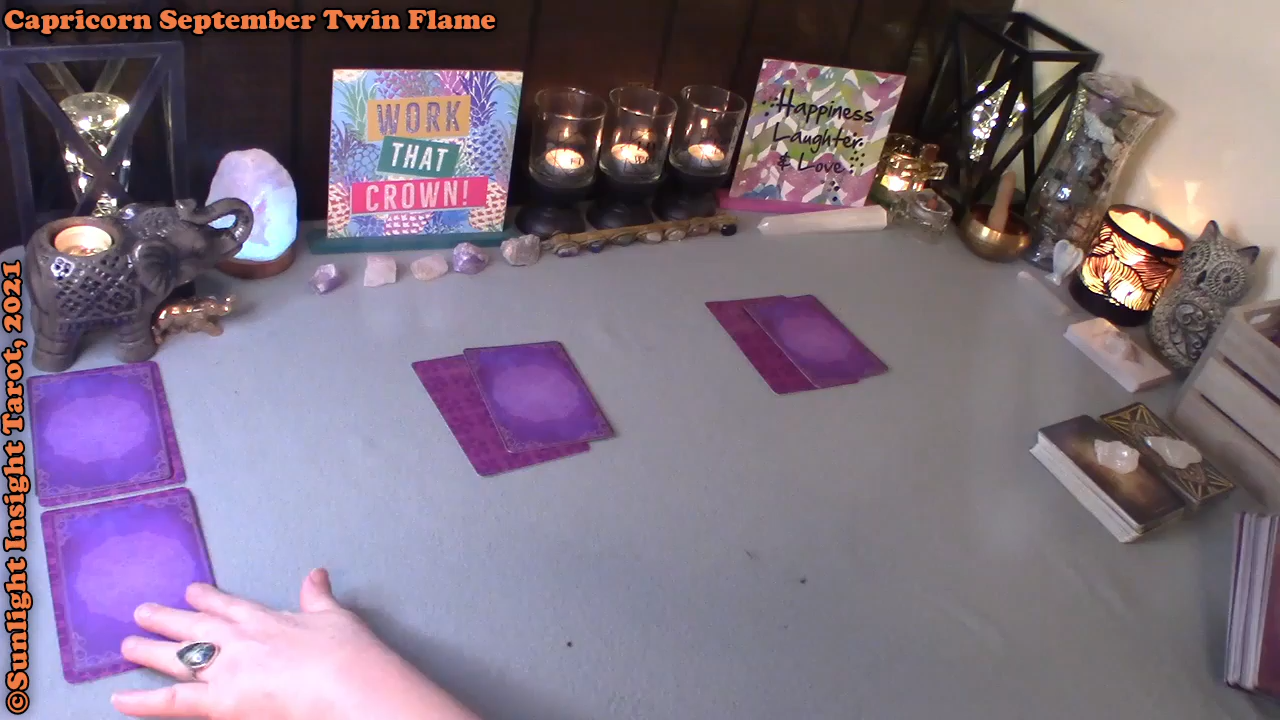 Capricorn September Twin Flame
WORK
THAT
CROWN!
Happiness
Laughter
& Love
©Sunlight Insight Tarot, 2021